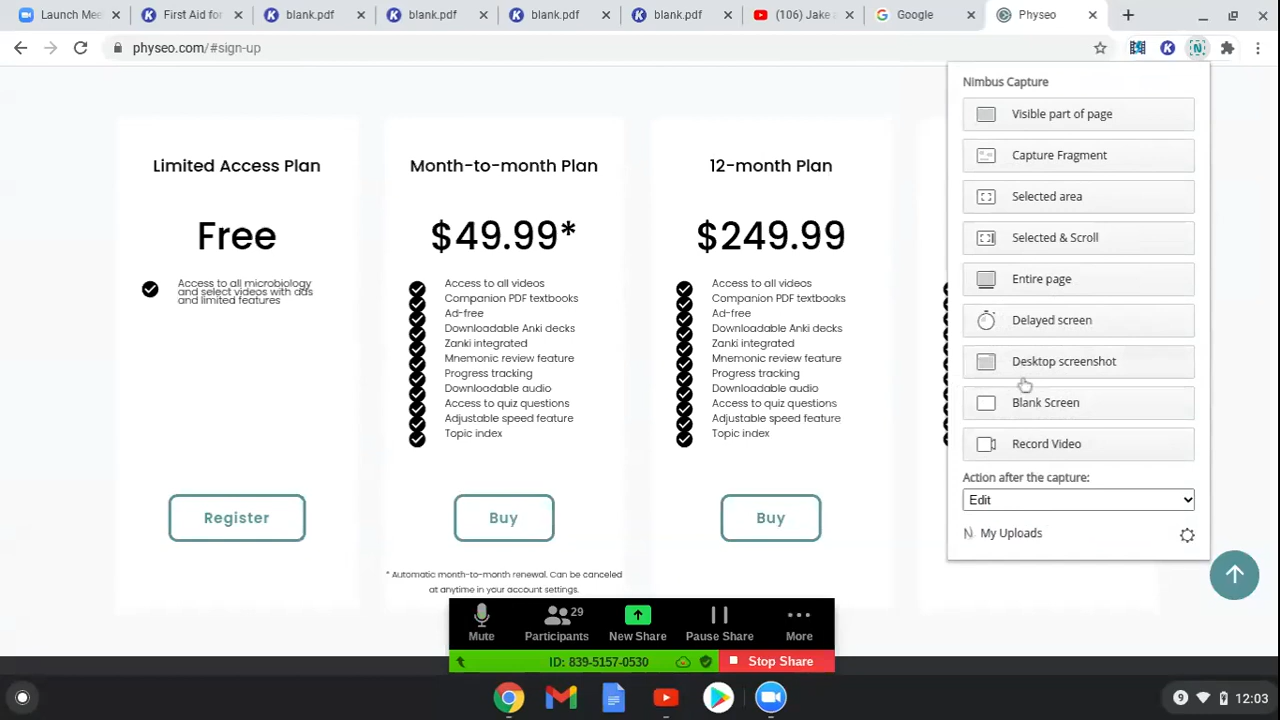 Launch Mee
First Aid for
blank.pdf
blank.pdf
blank.pdf
blank.pdf
(106) Jake a
Google
Physeo
physeo.com/#sign-up
Limited Access Plan
Free
Access to all microbiology
and select videos with ads
and limited features
Register
Month-to-month Plan
$49.99*
Access to all videos
Companion PDF textbooks
Ad-free
Downloadable Anki decks
Zanki integrated
Mnemonic review feature
Progress tracking
Downloadable audio
Access to quiz questions
Adjustable speed feature
Topic index
Buy
* Automatic month-to-month renewal. Can be canceled
at anytime in your account settings.
12-month Plan
$249.99
Access to all videos
Companion PDF textbooks
Ad-free
Downloadable Anki decks
Zanki integrated
Mnemonic review feature
Progress tracking
Downloadable audio
Access to quiz questions
Adjustable speed feature
Topic index
Buy
Nimbus Capture
Visible part of page
Capture Fragment
Selected area
Selected & Scroll
Entire page
Delayed screen
Desktop screenshot
Blank Screen
Record Video
Action after the capture:
Edit
My Uploads
Mute
Participants
29
New Share
Pause Share
More
ID: 839-5157-0530
Stop Share
9
12:03